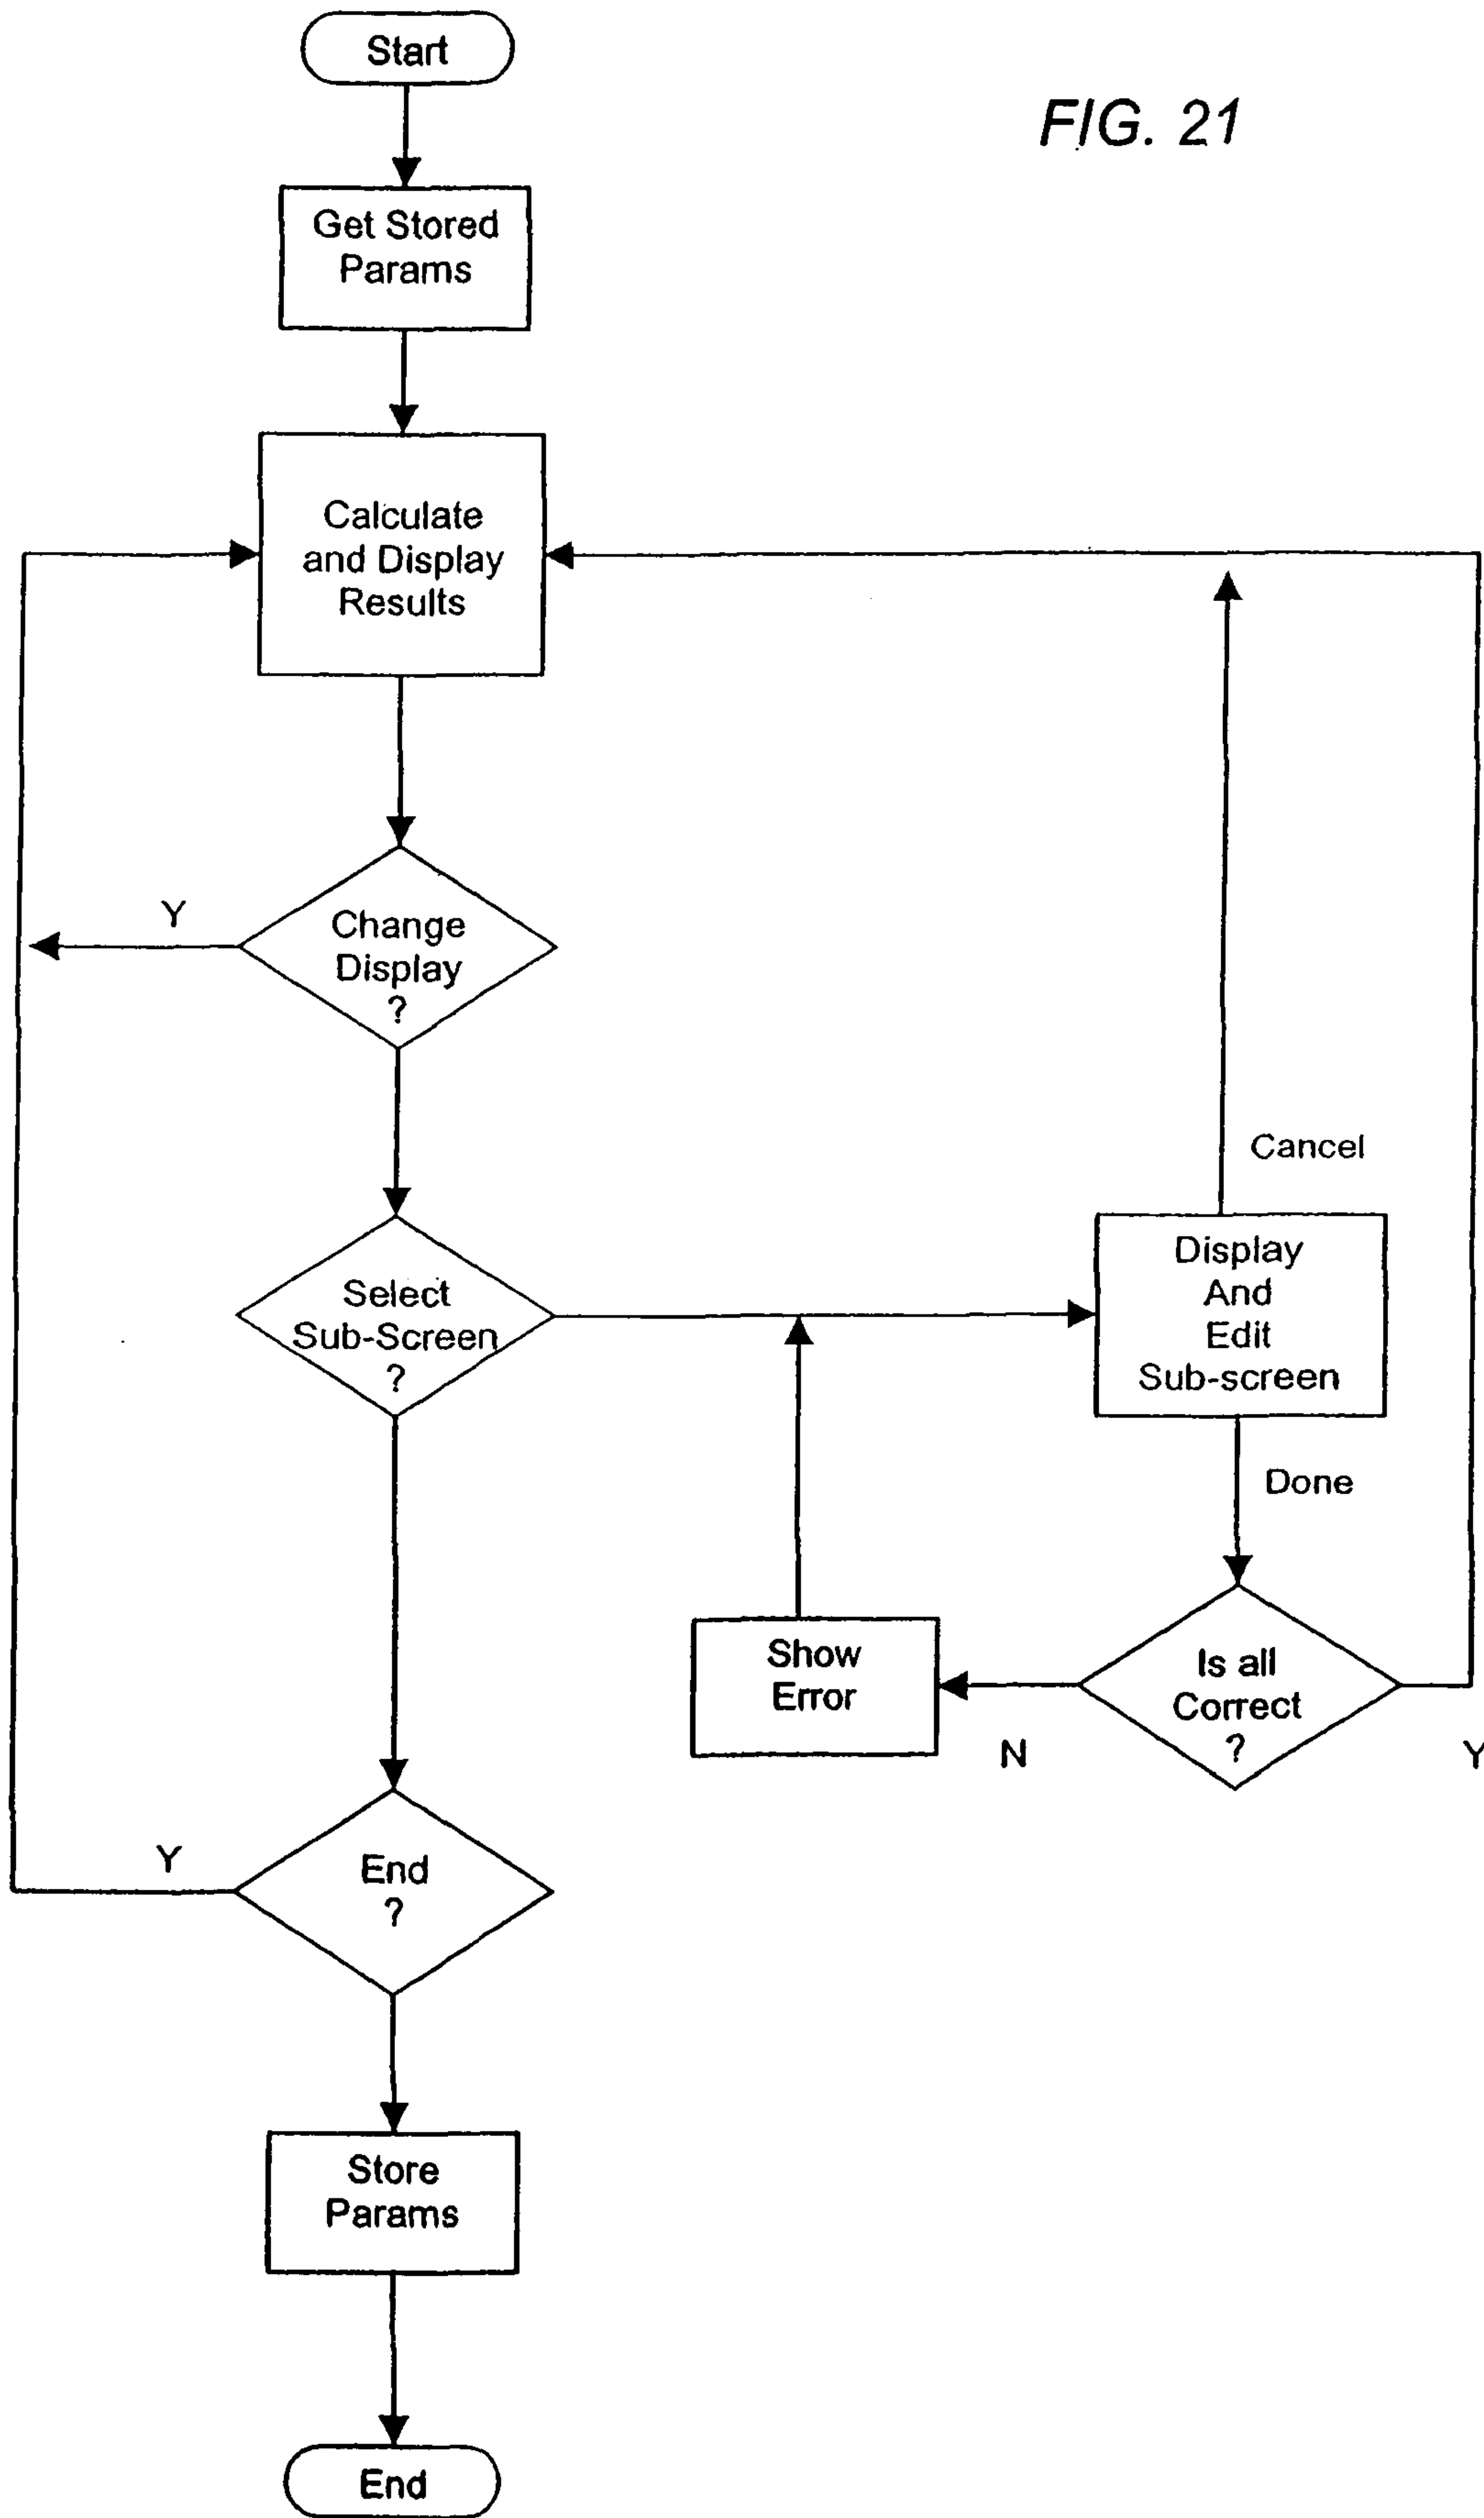 Start
FIG. 21
Get Stored
Params
Calculate
and Display
Results
Y
Change
Display
?
Cancel
Select
Sub-Screen
?
Display
And
Edit
Sub-screen
Done
Show
Error
Is all
Correct
?
N
Y
Y
End
?
Store
Params
End